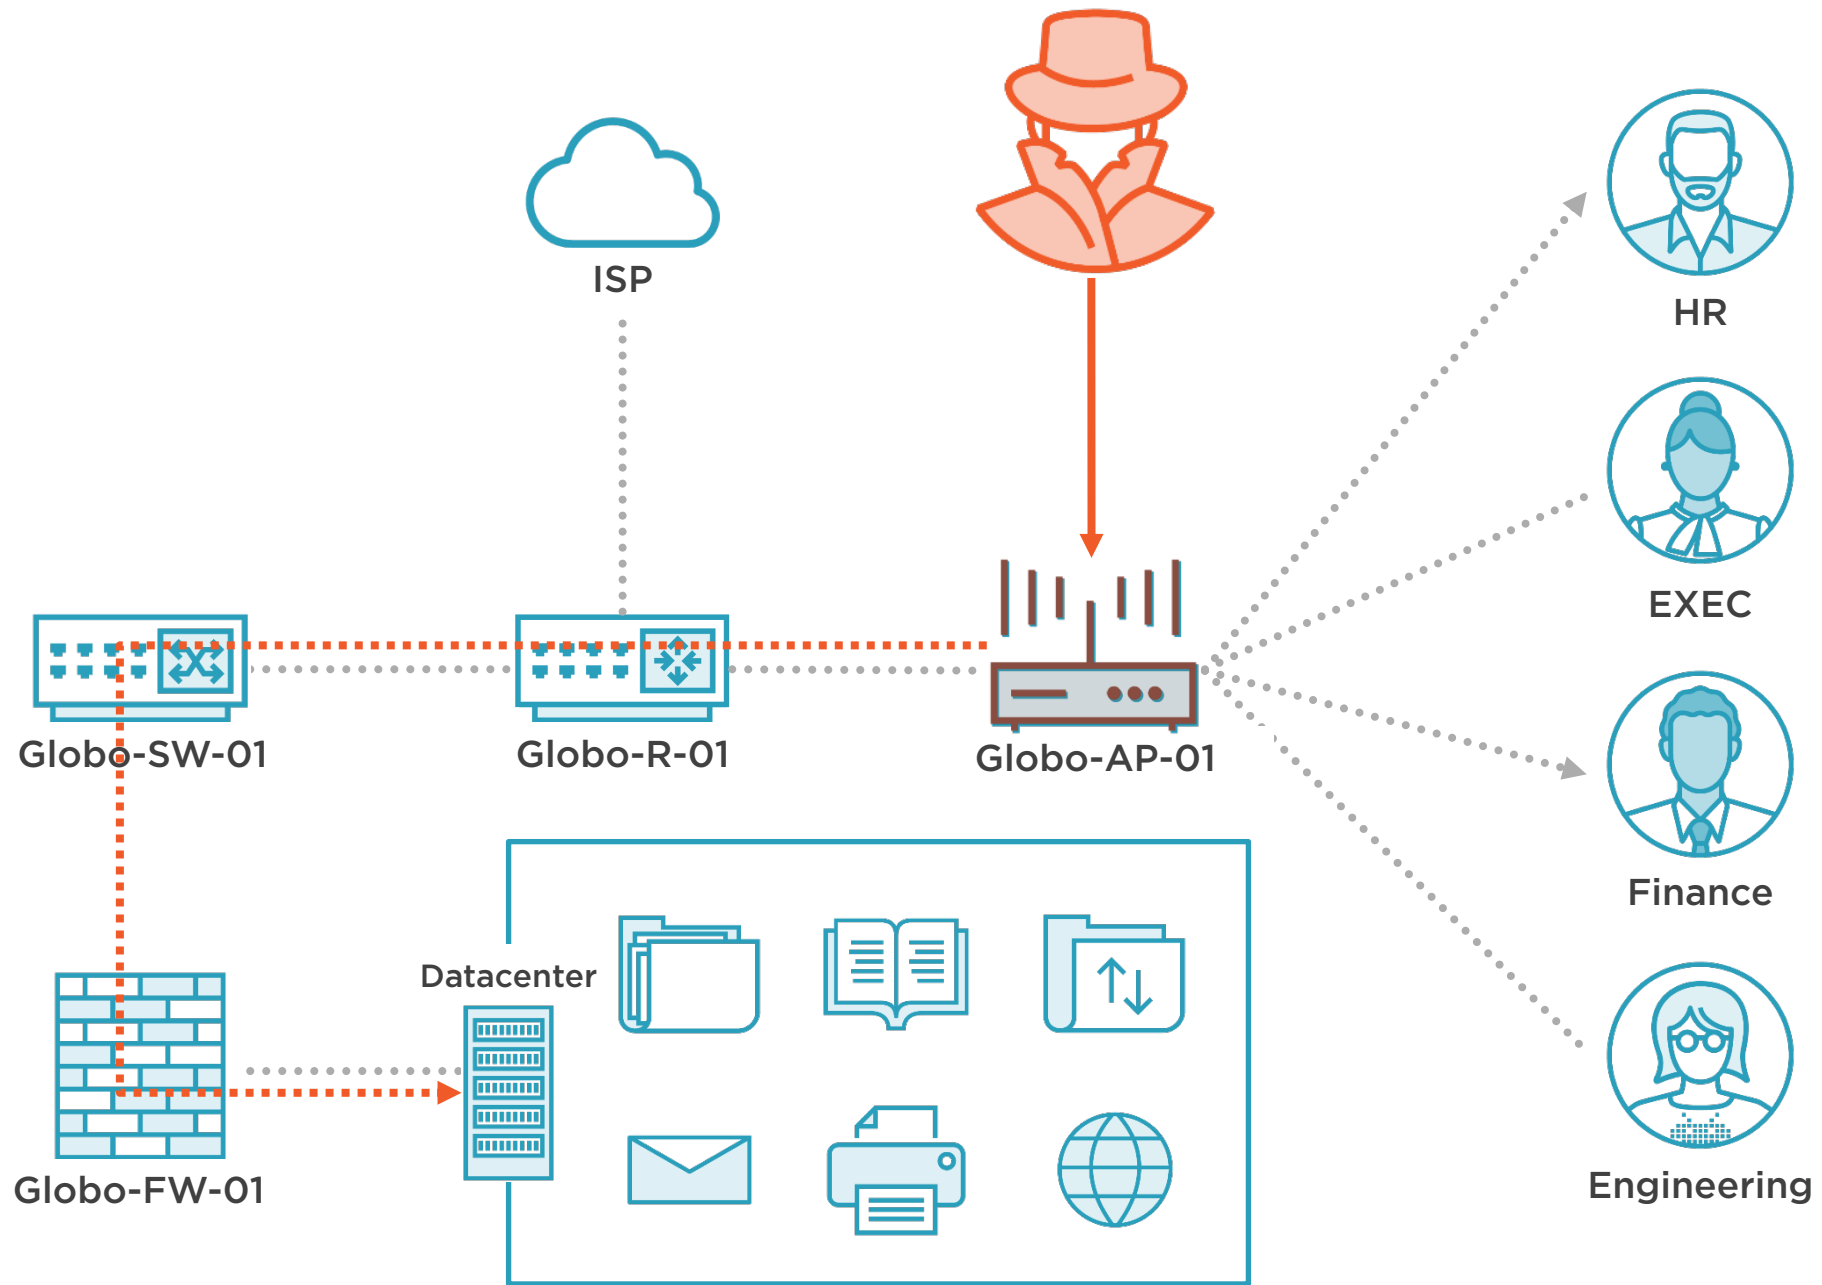 ISP
HR
EXEC
Globo-SW-01
Globo-R-01
Globo-AP-01
Finance
Datacenter
Globo-FW-01
Engineering